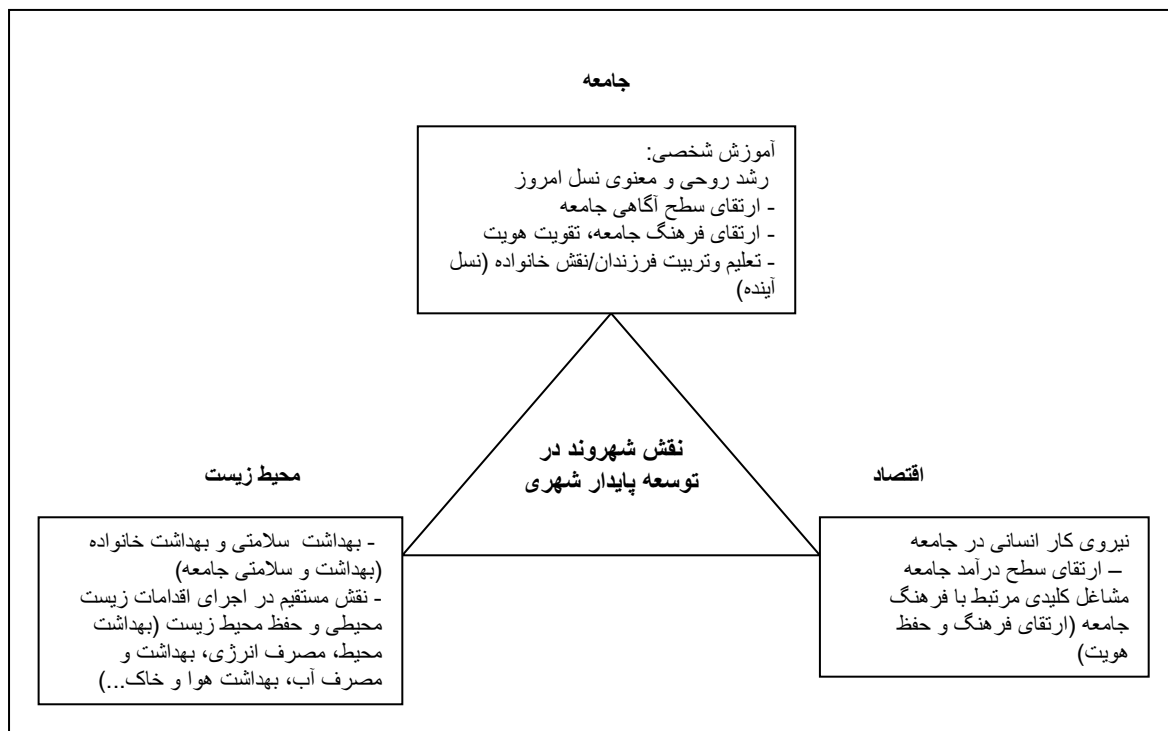 جامعه
آموزش شخصی:
رشد روحی و معنوی نسل امروز
- ارتقای سطح آگاهی جامعه
- ارتقای فرهنگ جامعه، تقویت هویت
- تعلیم وتربیت فرزندان/نقش خانواده (نسل
آینده)
نقش شهروند در
توسعه پایدار شهری
اقتصاد
نیروی کار انسانی در جامعه
– ارتقای سطح درآمد جامعه
مشاغل کلیدی مرتبط با فرهنگ
جامعه (ارتقای فرهنگ و حفظ
هویت)
محیط زیست
- بهداشت سلامتی و بهداشت خانواده
(بهداشت و سلامتی جامعه)
- نقش مستقیم در اجرای اقدامات زیست
محیطی و حفظ محیط زیست (بهداشت
محیط، مصرف انرژی، بهداشت و
مصرف آب، بهداشت هوا و خاک...)